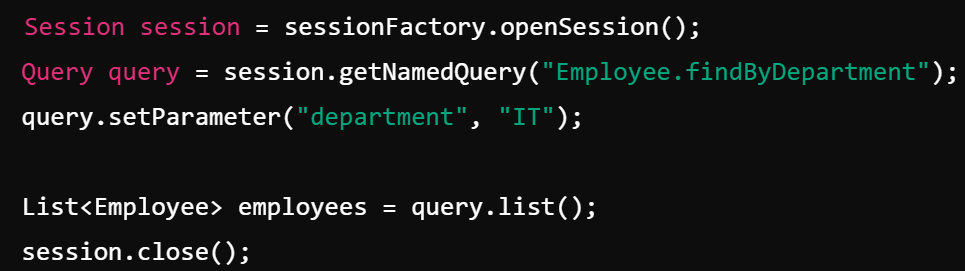 Session session = sessionFactory.openSession();
Query query = session.getNamedQuery("Employee.findByDepartment");
query.setParameter("department", "IT");
List<Employee> employees = query.list();
session.close();